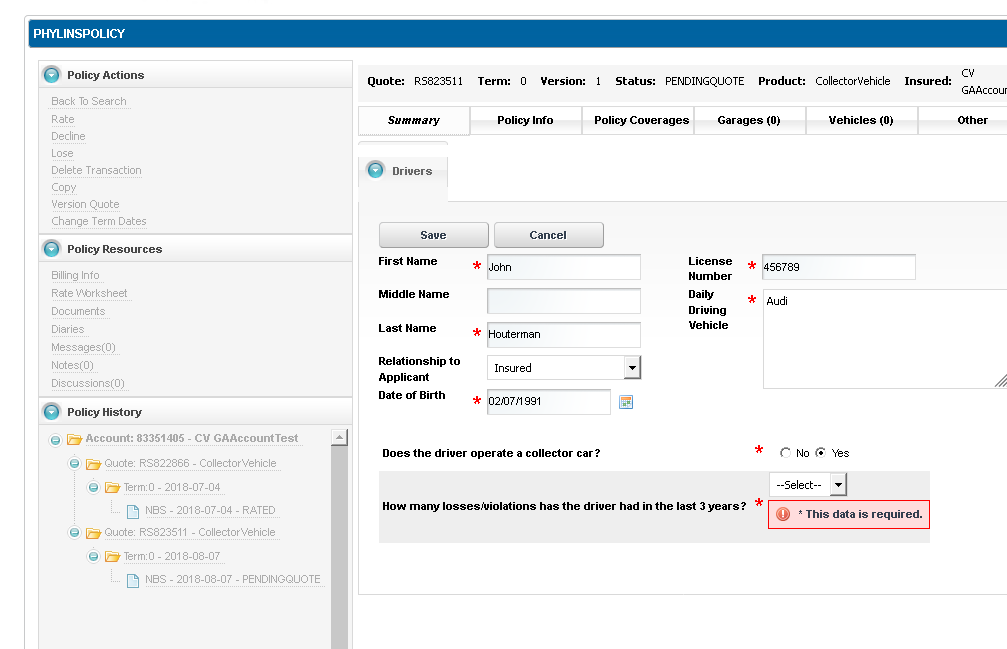 PHYLINSPOLICY
Policy Actions
Back To Search
Rate
Decline
Lose
Delete Transaction
Copy
Version Quote
Change Term Dates
Policy Resources
Billing Info
Rate Worksheet
Documents
Diaries
Messages(0)
Notes(0)
Discussions(0)
Policy History
Account: 83351405 - CV GAAccountTest
Quote: RS822866 - CollectorVehicle
Term:0 - 2018-07-04
NBS - 2018-07-04 - RATED
Quote: RS823511 - CollectorVehicle
Term:0 - 2018-08-07
NBS - 2018-08-07 - PENDINGQUOTE
Quote: RS823511 Term: 0 Version: 1 Status: PENDINGQUOTE Product: CollectorVehicle Insured: CV
GAAccoun
Summary Policy Info Policy Coverages Garages (0) Vehicles (0) Other
Drivers
Save Cancel
First Name * John
Middle Name
Last Name * Houterman
Relationship to
Applicant
Insured
Date of Birth * 02/07/1991
License
Number
* 456789
Daily
Driving
Vehicle
* Audi
Does the driver operate a collector car? * No Yes
How many losses/violations has the driver had in the last 3 years? *
--Select--
* This data is required.